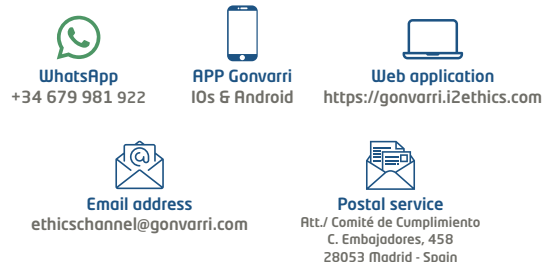 WhatsApp
+34 679 981 922
APP Gonvarri
IOs & Android
Web application
https://gonvarri.i2ethics.com
Email address
ethicschannel@gonvarri.com
Postal service
Att./ Comité de Cumplimiento
C. Embajadores, 458
28053 Madrid - Spain